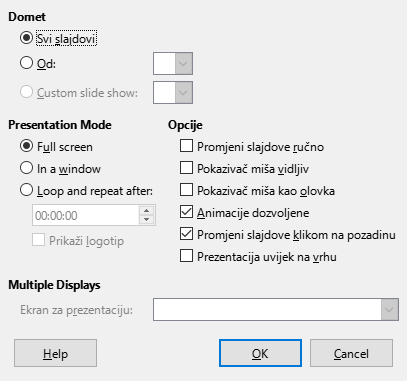 Domet
Svi slajdovi
Od:
Custom slide show:
Presentation Mode
Full screen
In a window
Loop and repeat after:
00:00:00
Prikaži logotip
Opcije
Promjeni slajdove ručno
Pokazivač miša vidljiv
Pokazivač miša kao olovka
Animacije dozvoljene
Promjeni slajdove klikom na pozadinu
Prezentacija uvijek na vrhu
Multiple Displays
Ekran za prezentaciju:
Help
OK
Cancel